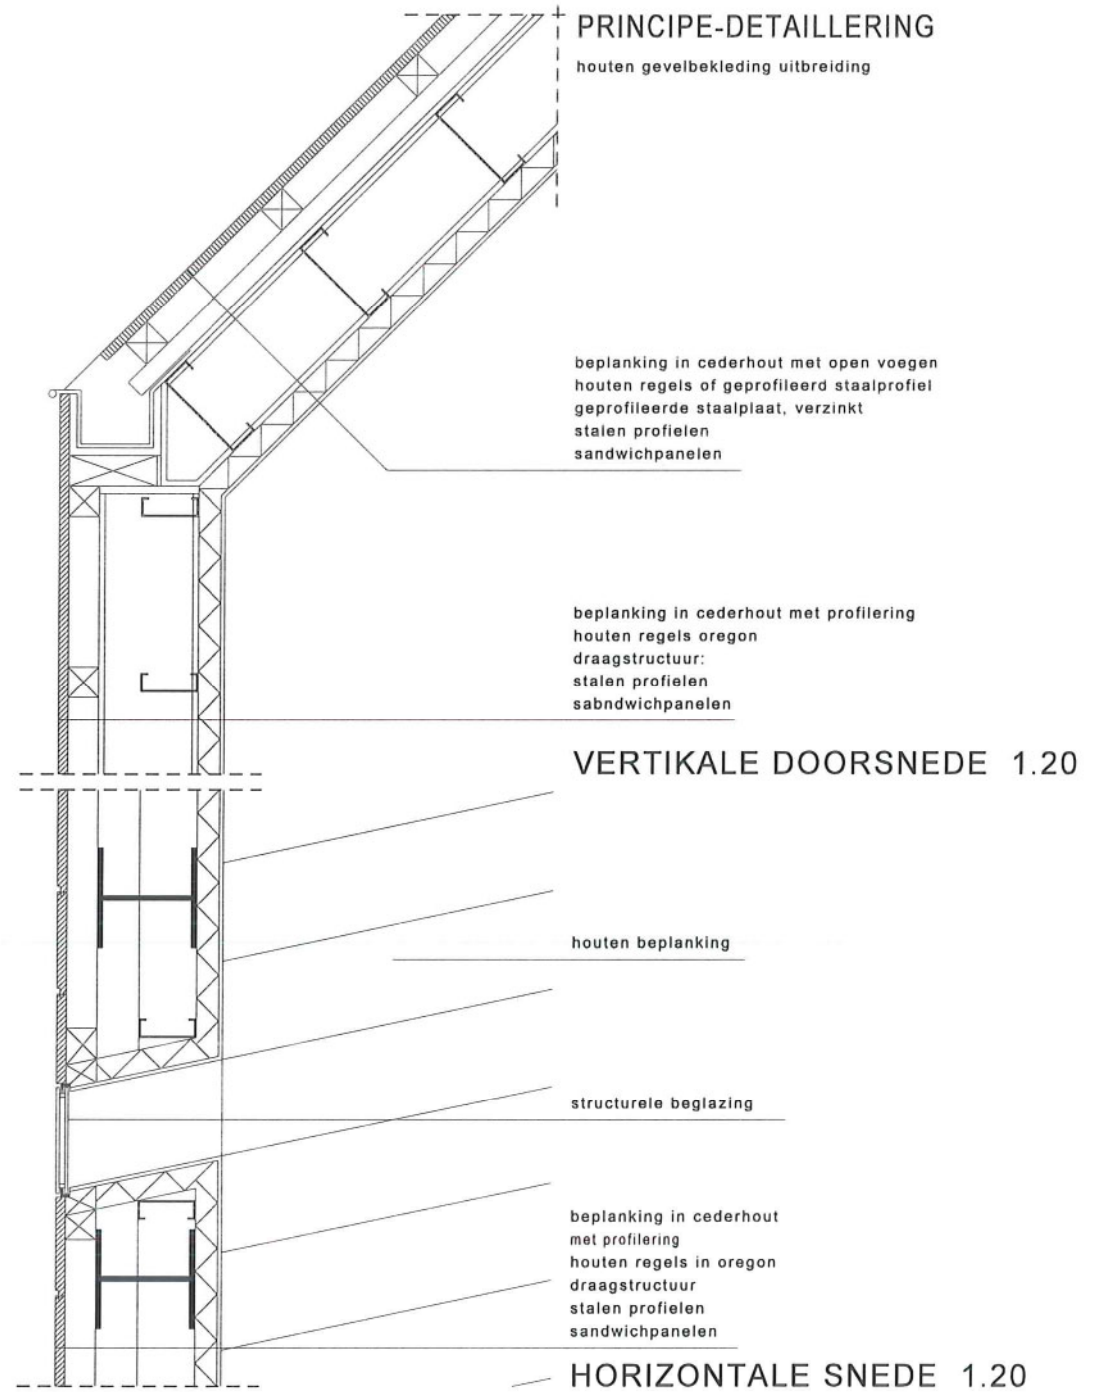 PRINCIPE-DETAILLERING
houten gevelbekleding uitbreiding
beplanking in cederhout met open voegen
houten regels of geprofileerd staalprofiel
geprofileerde staalplaat, verzinkt
stalen profielen
sandwichpanelen
beplanking in cederhout met profilering
houten regels oregon
draagstructuur:
stalen profielen
sabndwichpanelen
VERTIKALE DOORSNEDE 1.20
houten beplanking
structurele beglazing
beplanking in cederhout
met profilering
houten regels in oregon
draagstructuur
stalen profielen
sandwichpanelen
HORIZONTALE SNEDE 1.20